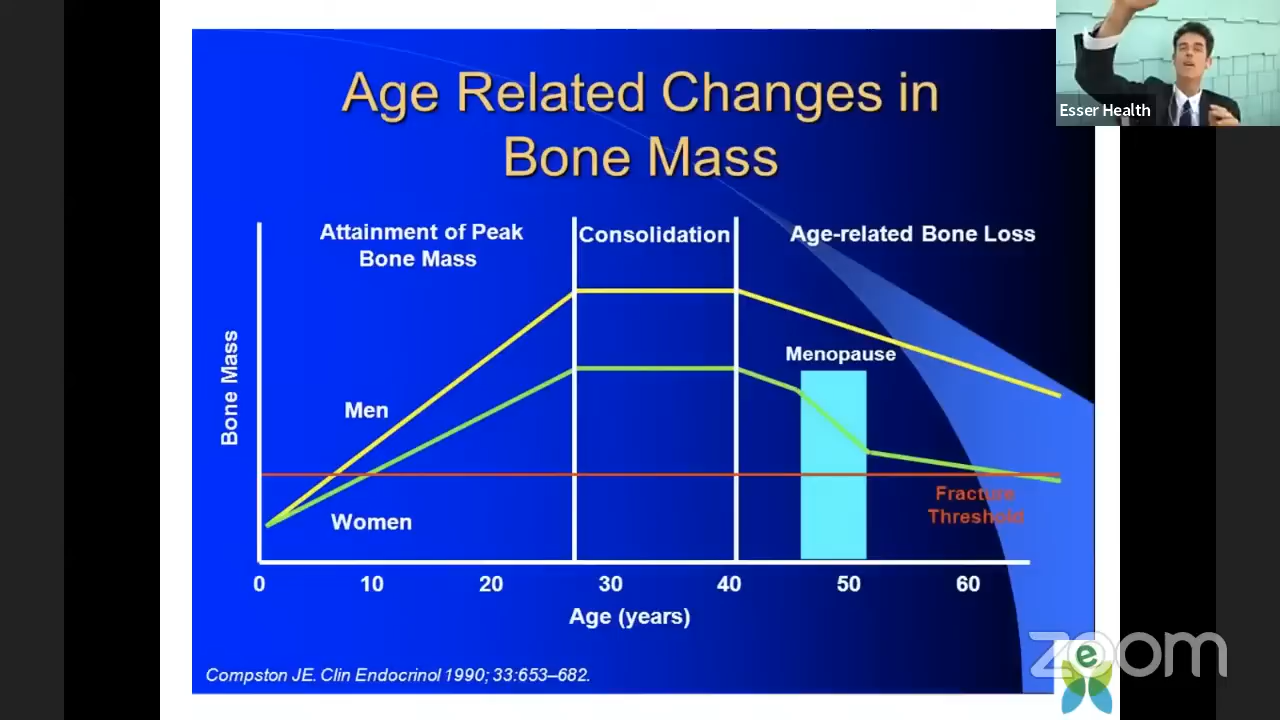 Esser Health
Age Related Changes in
Bone Mass
Attainment of Peak
Bone Mass
Consolidation
Age-related Bone Loss
Menopause
Bone Mass
Men
Women
Fracture
Threshold
0 10 20 30 40 50 60
Age (years)
Compston JE. Clin Endocrinol 1990; 33:653–682.
zoom
e